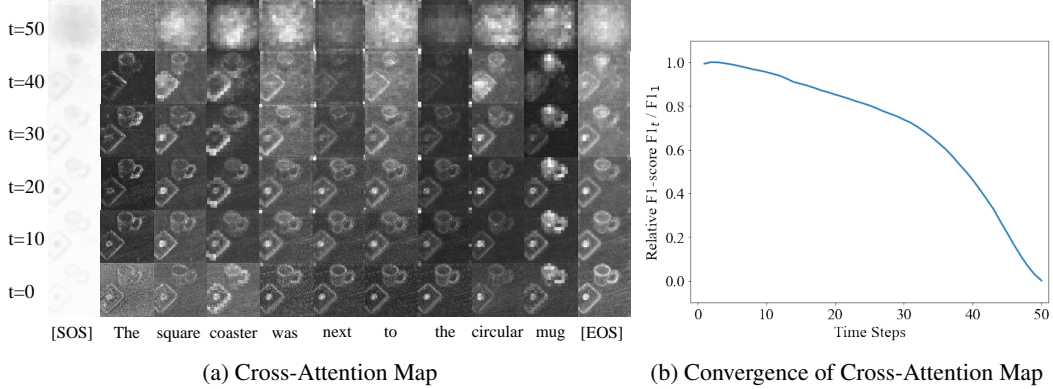 t=50
t=40
t=30
t=20
t=10
t=0
[SOS] The square coaster was next to the circular mug [EOS]
(a) Cross-Attention Map
Relative F1-score F1ₜ / F1₁
1.0
0.8
0.6
0.4
0.2
0.0
0 10 20 30 40 50
Time Steps
(b) Convergence of Cross-Attention Map